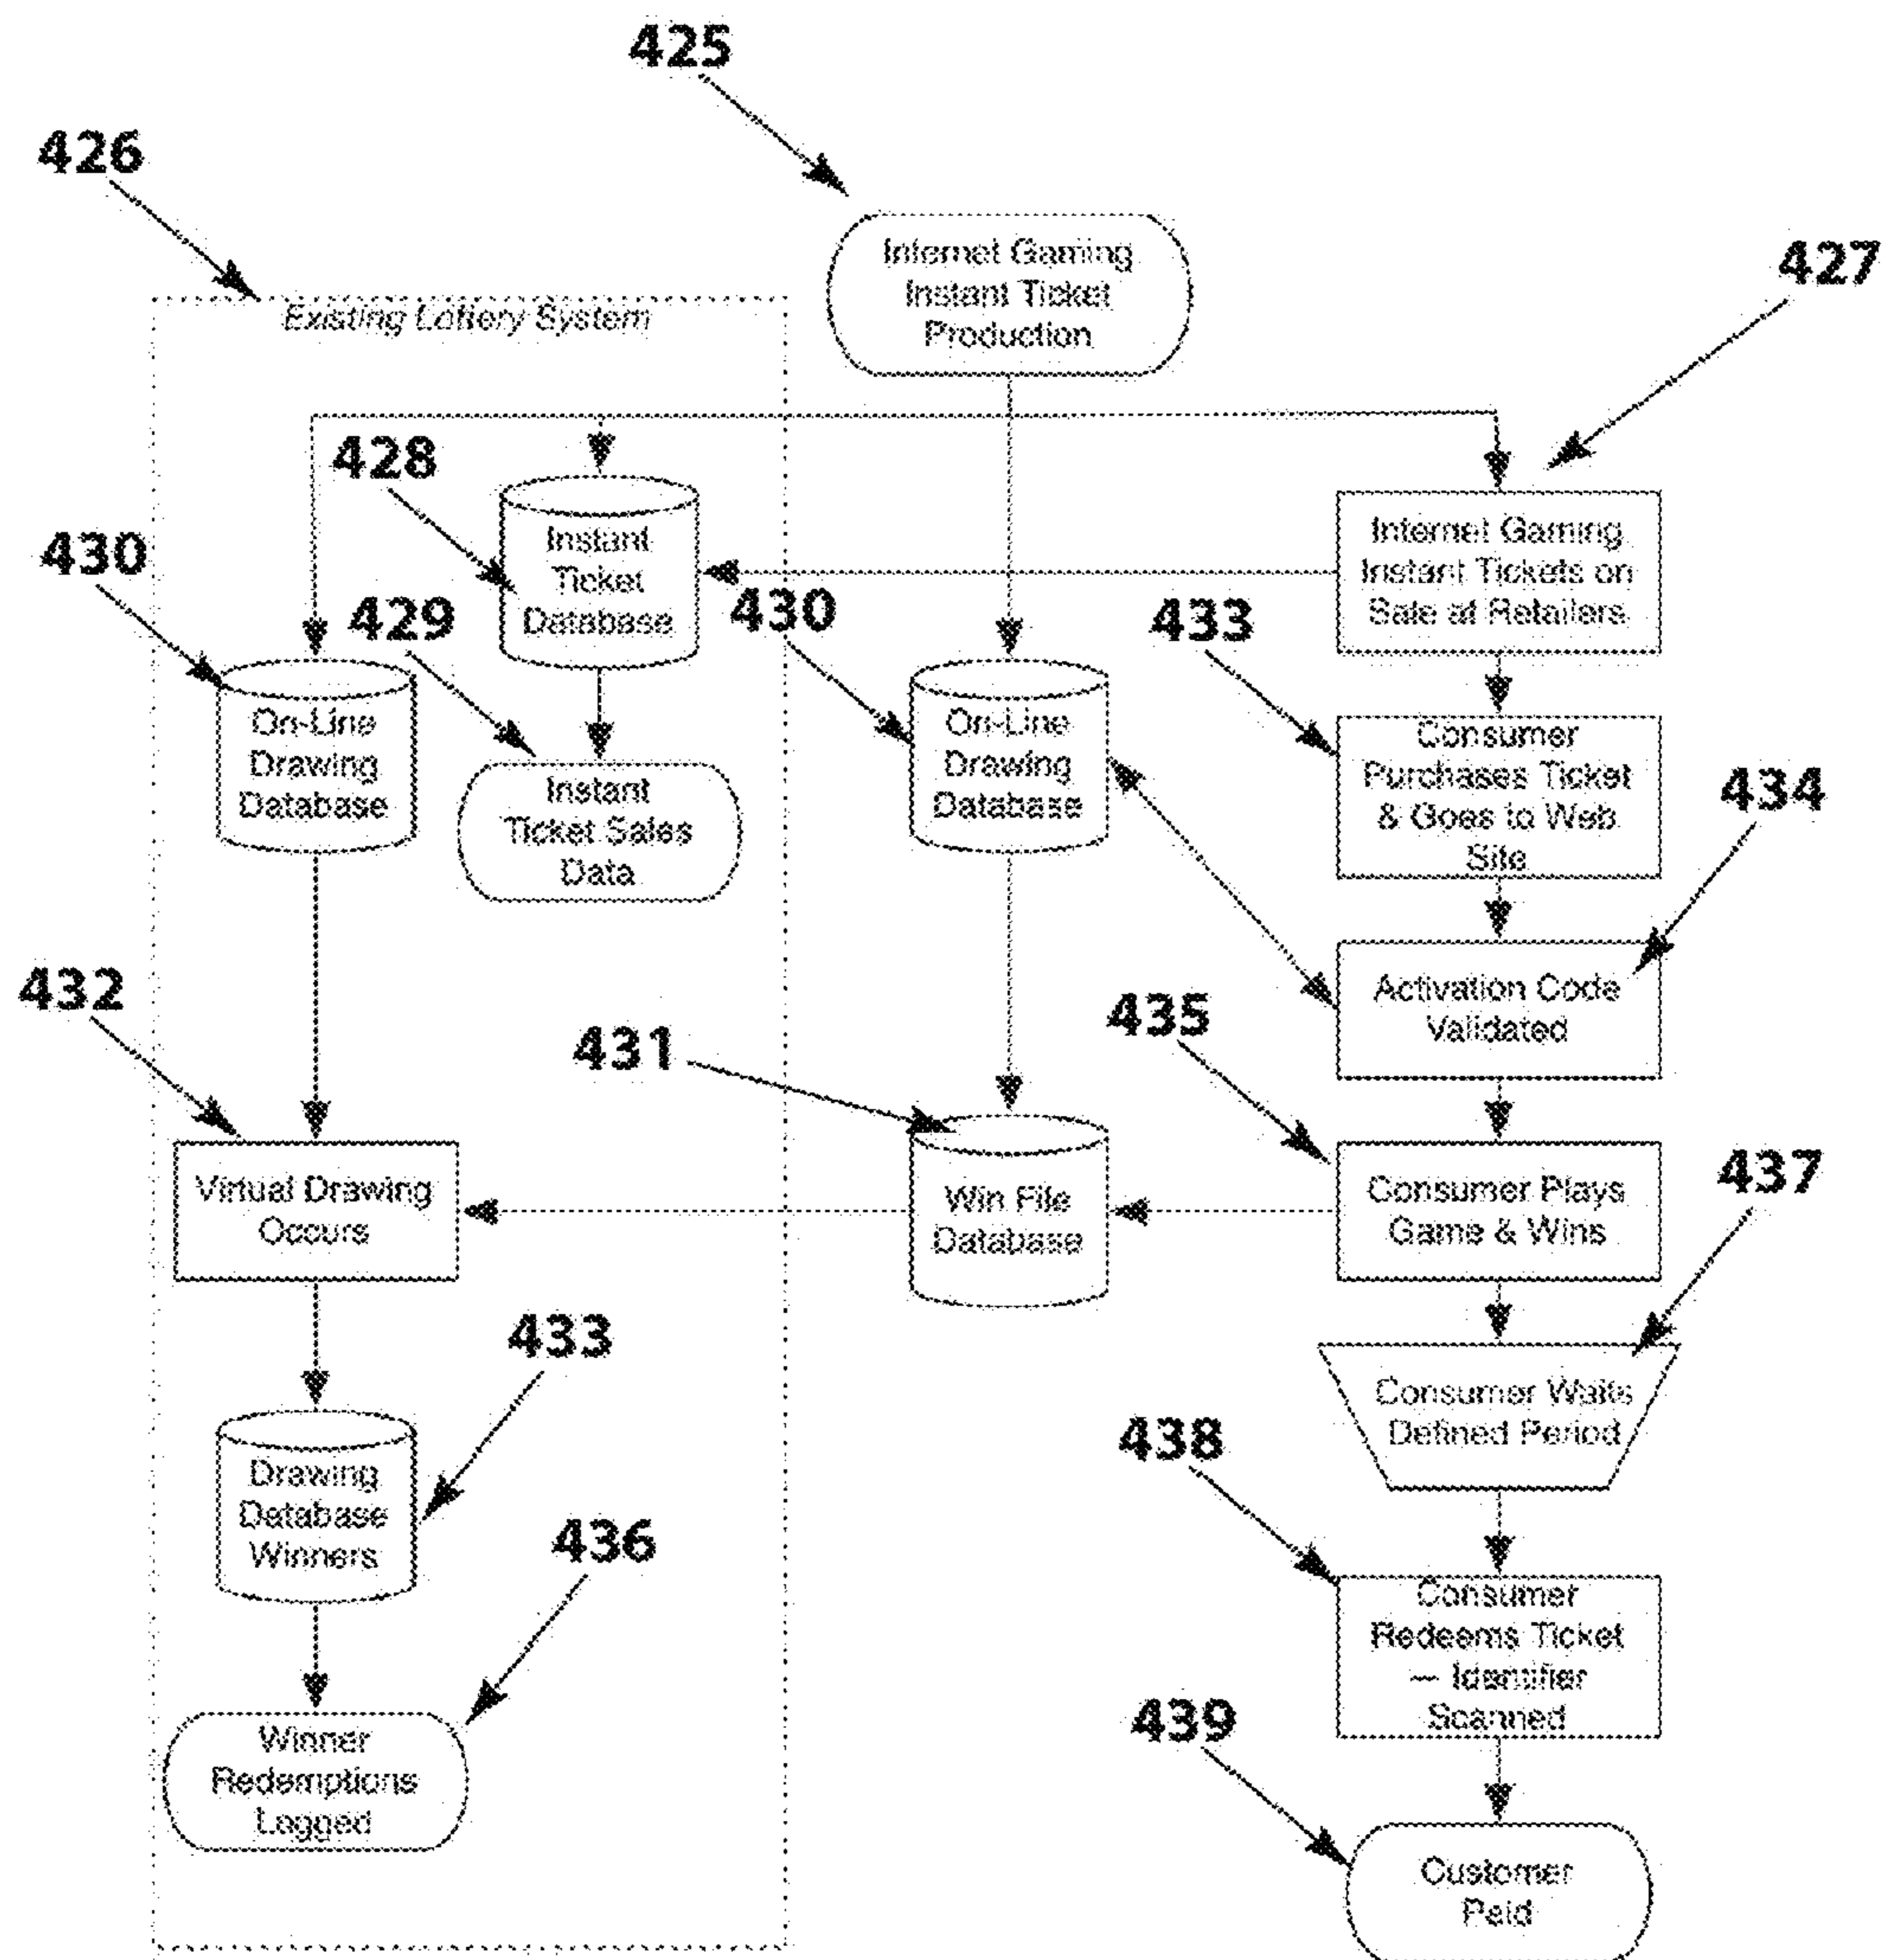 425
426
Internet Gaming
Instant Ticket
Production
427
Existing Lottery System
428
Instant
Ticket
Database
Internet Gaming
Instant Tickets on
Sale at Retailers
430
429
430
433
On-Line
Drawing
Database
Instant
Ticket Sales
Data
On-Line
Drawing
Database
Consumer
Purchases Ticket
& Goes to Web
Site
434
432
431
435
Activation Code
Validated
Virtual Drawing
Occurs
Win File
Database
Consumer Plays
Game & Wins
437
433
Consumer Waits
Defined Period
Drawing
Database
Winners
438
436
Consumer
Redeems Ticket
— Identifier
Scanned
Winner
Redemptions
Logged
439
Customer
Paid